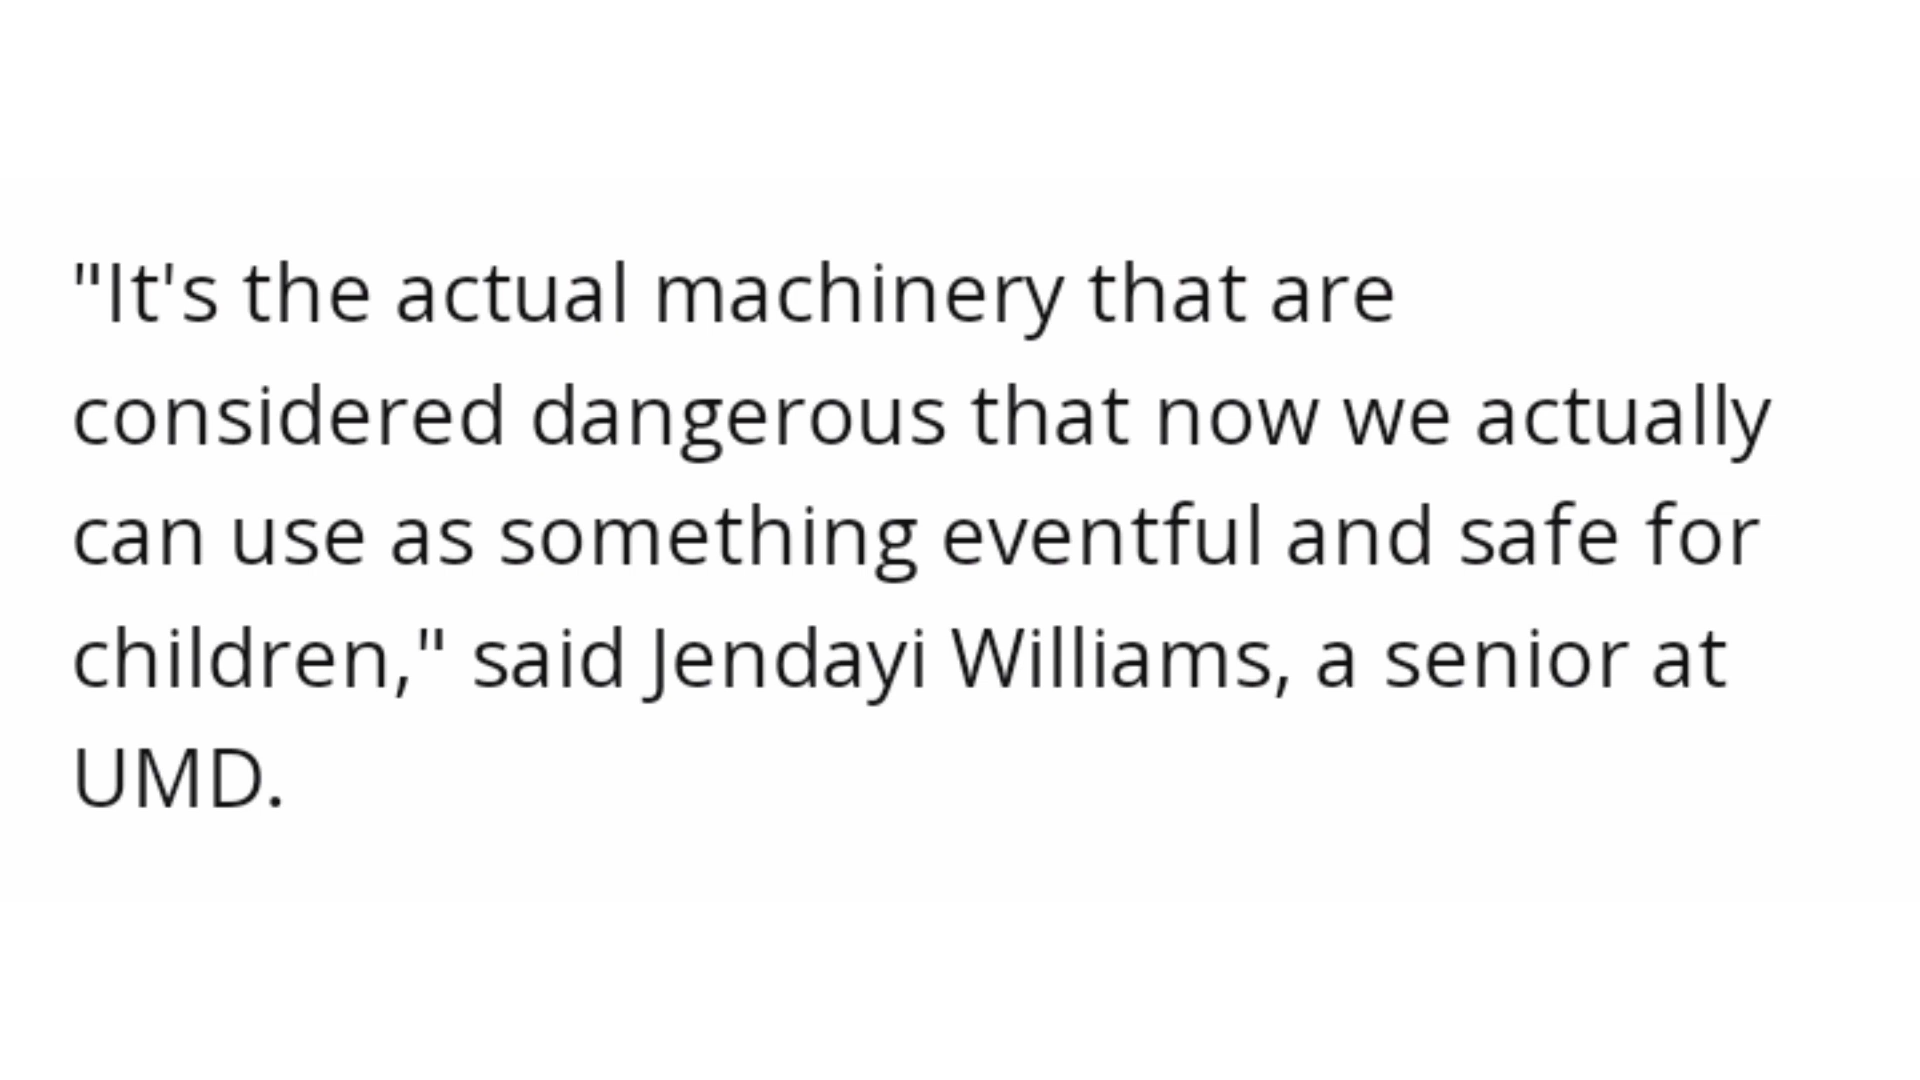 "It's the actual machinery that are
considered dangerous that now we actually
can use as something eventful and safe for
children," said Jendayi Williams, a senior at
UMD.